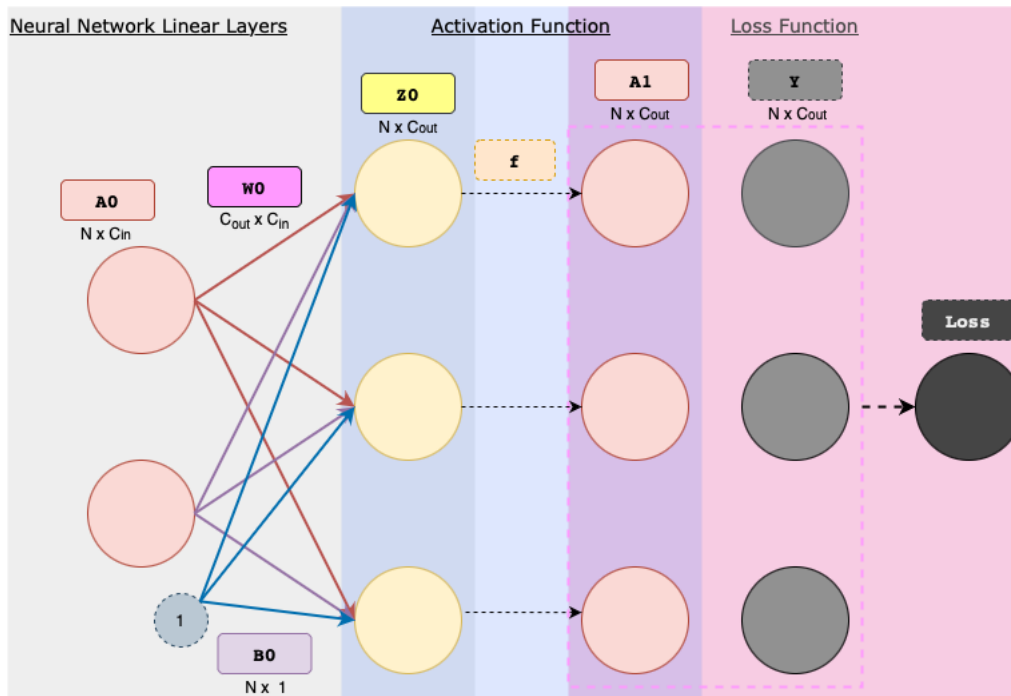 Neural Network Linear Layers
Activation Function
Loss Function
Z0
N x Cout
A1
N x Cout
Y
N x Cout
f
A0
N x Cin
W0
Cout x Cin
Loss
1
B0
N x 1